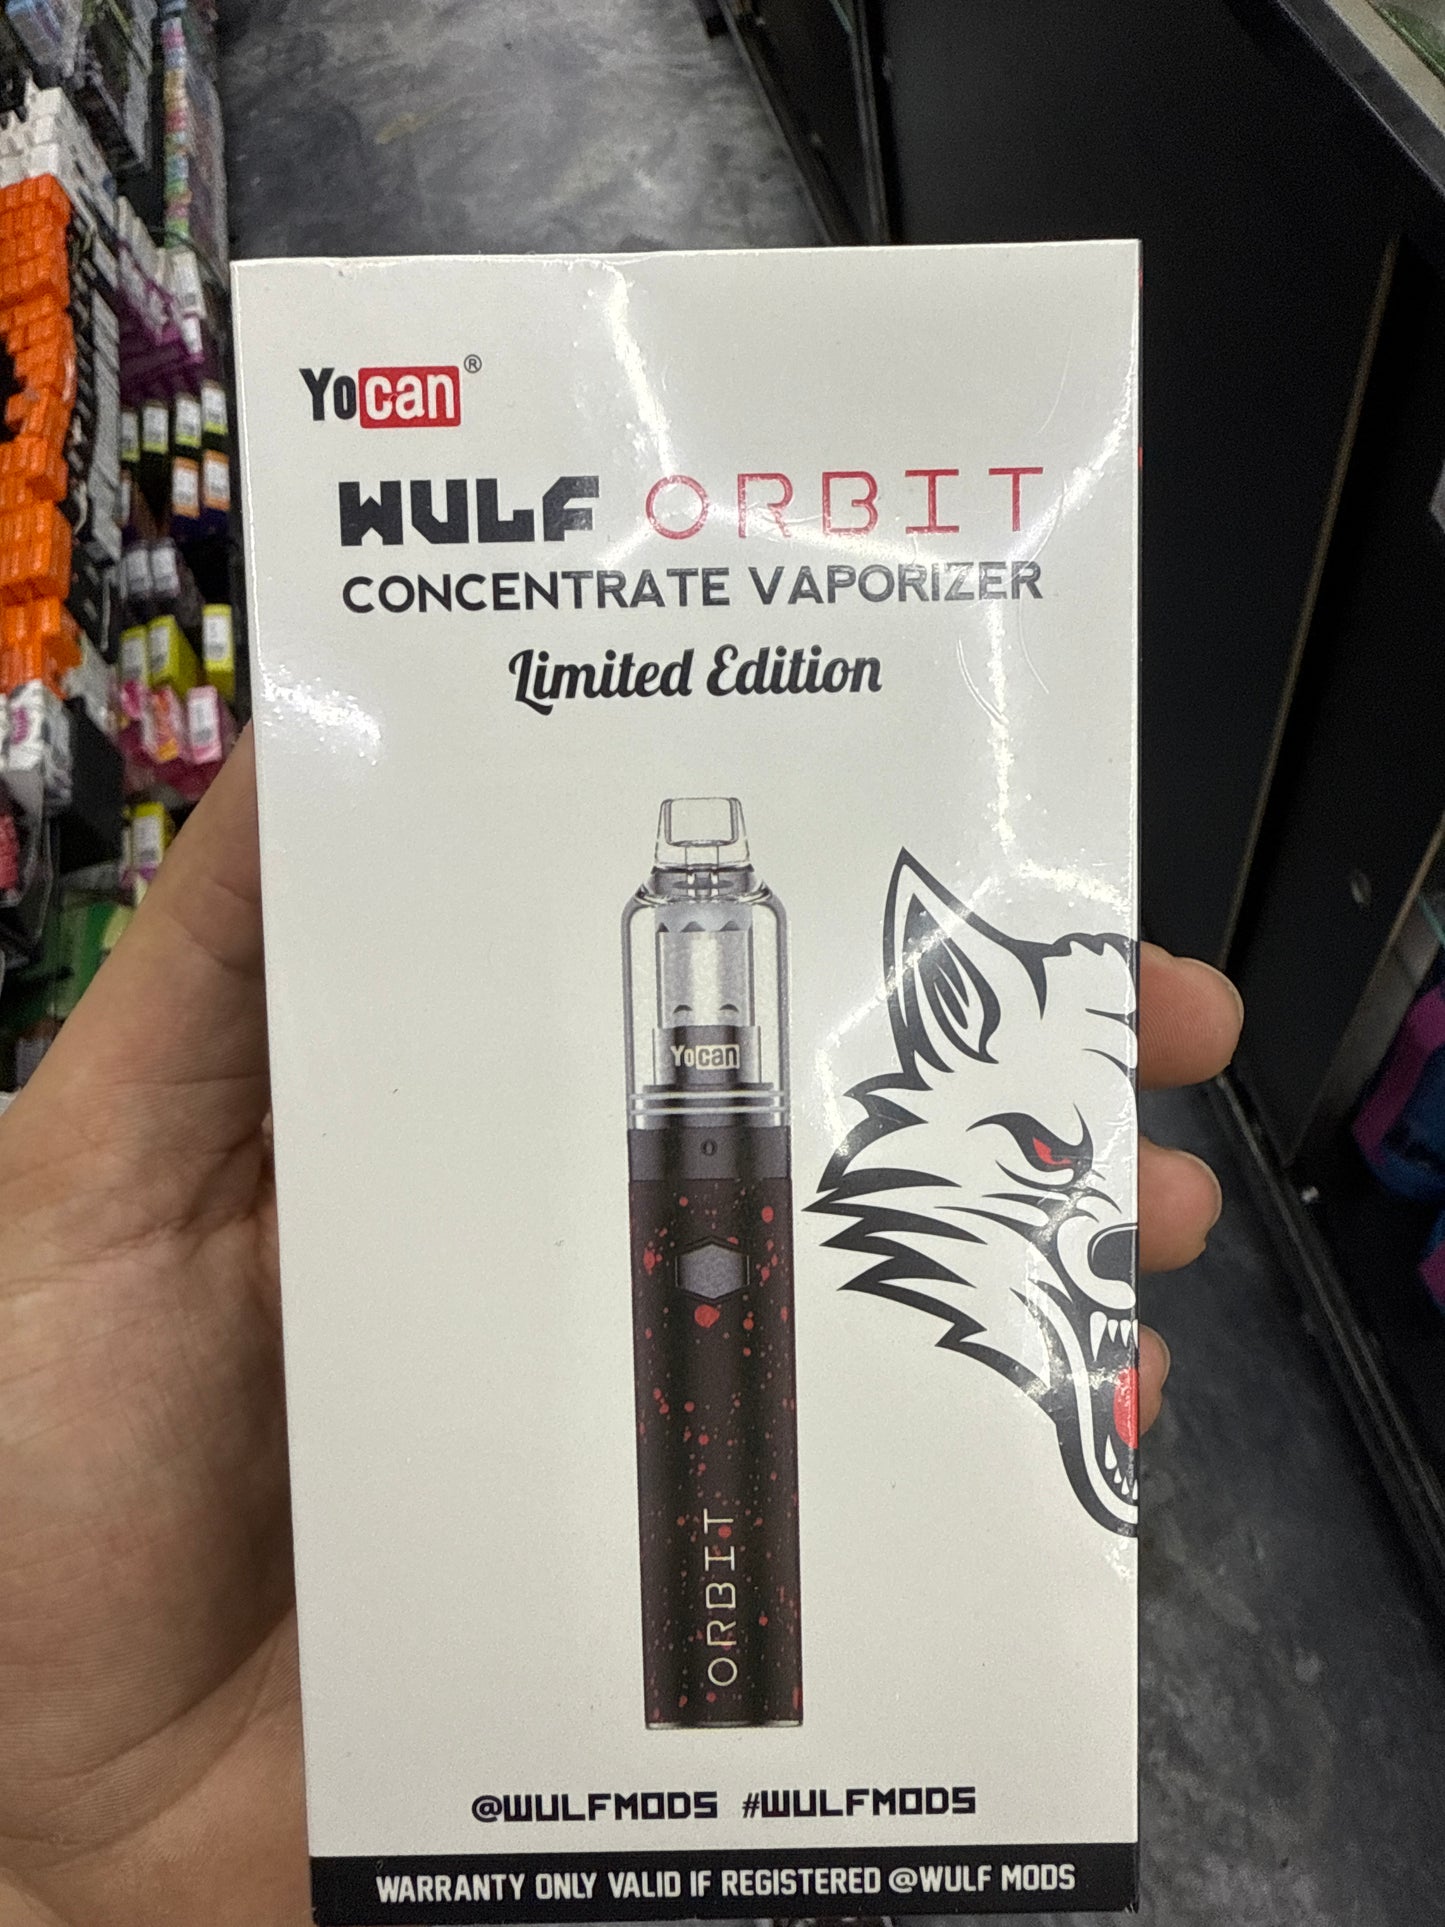 Yocan®
WULF ORBIT
CONCENTRATE VAPORIZER
Limited Edition
Yocan
ORBIT
@WULFMODS #WULFMODS
WARRANTY ONLY VALID IF REGISTERED @WULF MODS